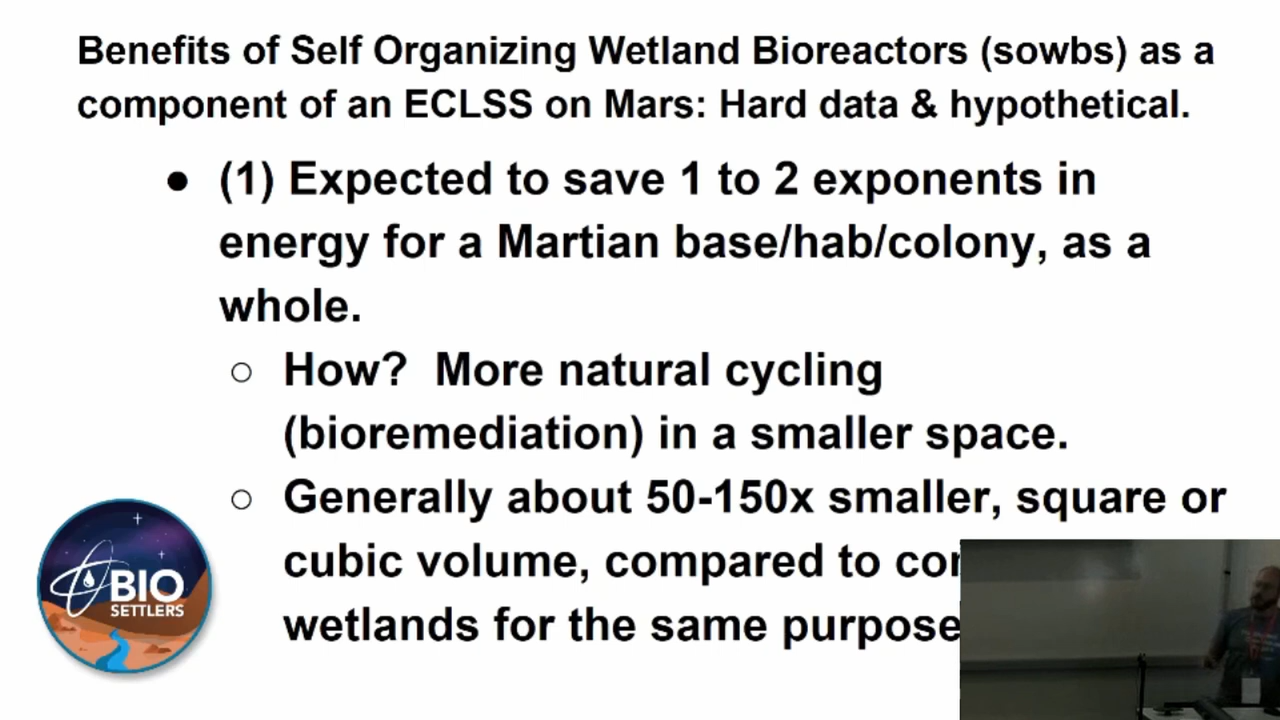 Benefits of Self Organizing Wetland Bioreactors (sowbs) as a
component of an ECLSS on Mars: Hard data & hypothetical.
● (1) Expected to save 1 to 2 exponents in
energy for a Martian base/hab/colony, as a
whole.
○ How? More natural cycling
(bioremediation) in a smaller space.
○ Generally about 50-150x smaller, square or
cubic volume, compared to
wetlands for the same purpose
BIO
SETTLERS